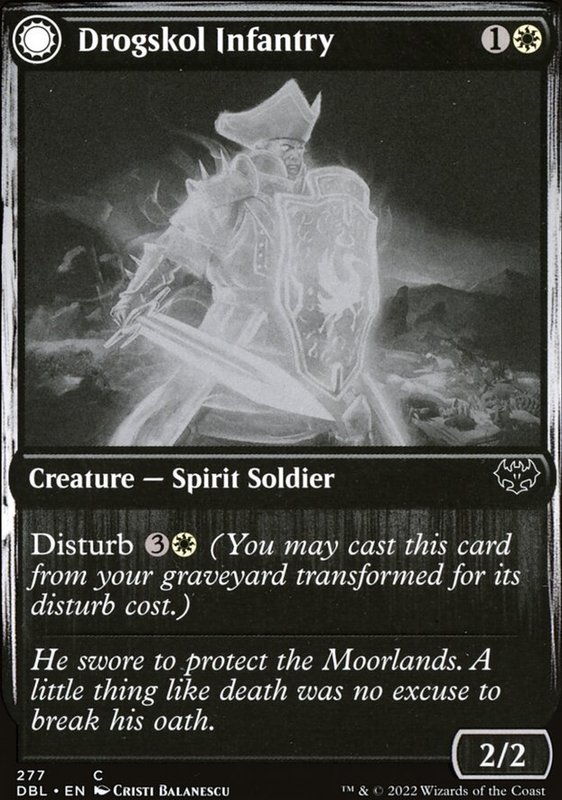 Drogskol Infantry 1
Creature — Spirit Soldier
Disturb 3 (You may cast this card
from your graveyard transformed for its
disturb cost.)
He swore to protect the Moorlands. A
little thing like death was no excuse to
break his oath.
2/2
277 C
DBL • EN Cristi Balanescu
™ & © 2022 Wizards of the Coast